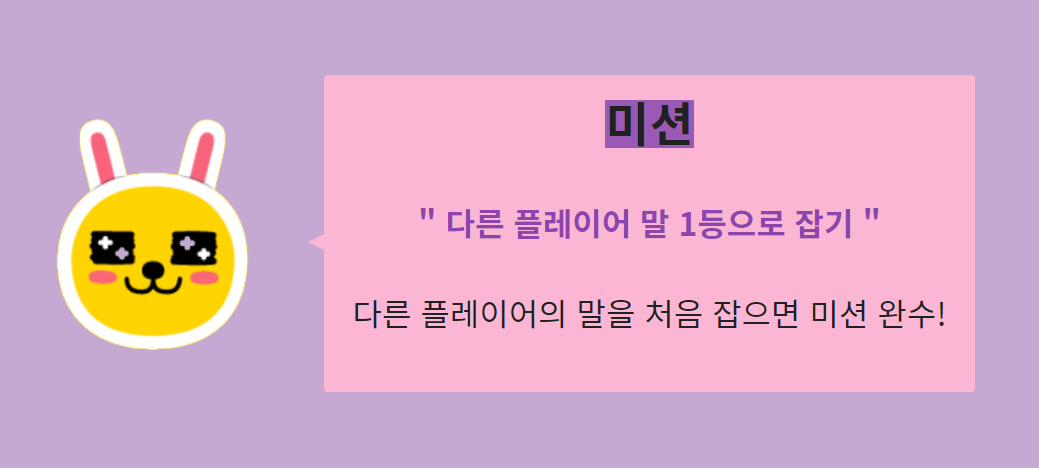 미션
" 다른 플레이어 말 1등으로 잡기 "
다른 플레이어의 말을 처음 잡으면 미션 완수!